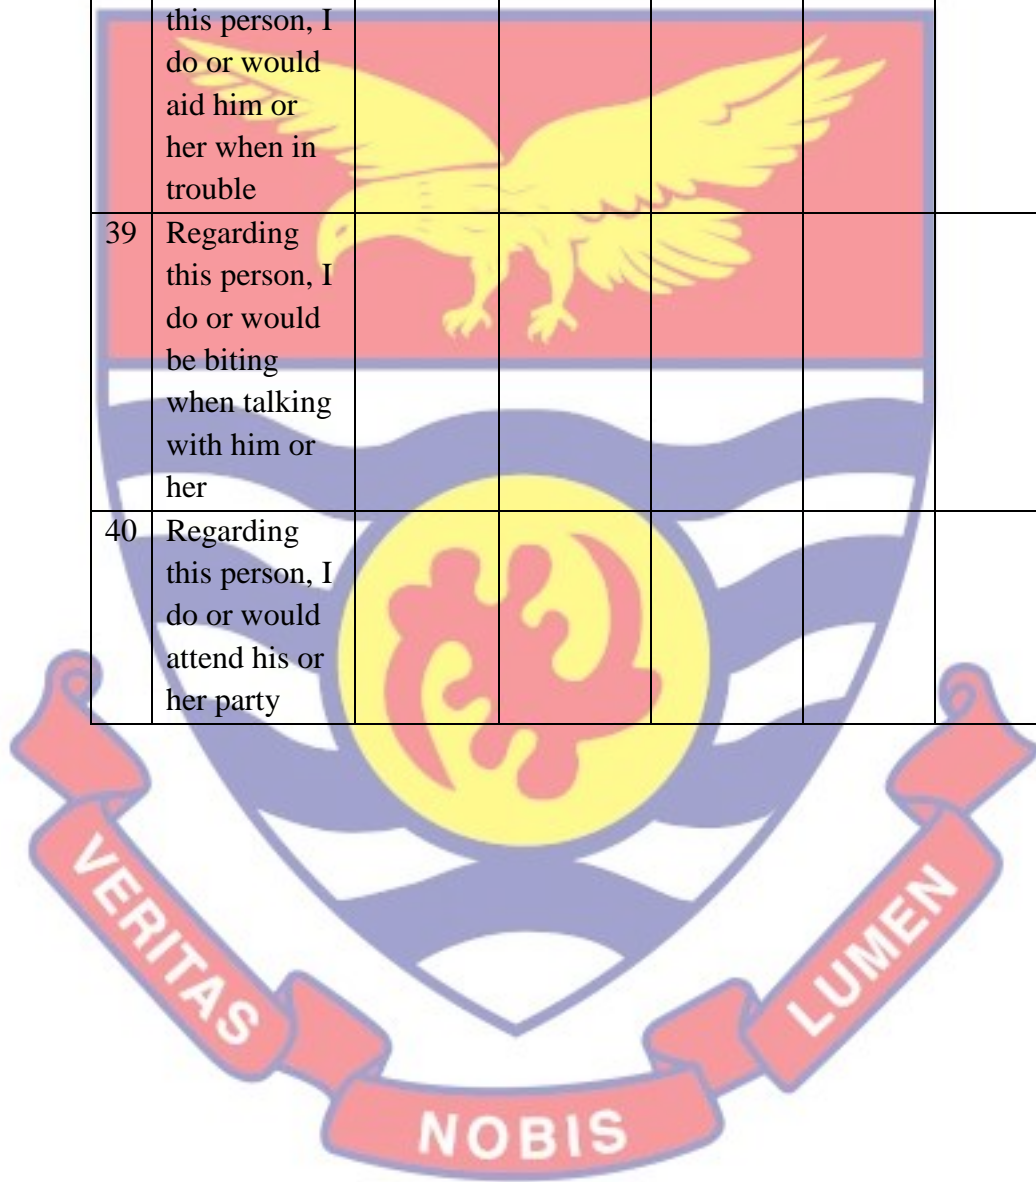 this person, I
do or would
aid him or
her when in
trouble
39 Regarding
this person, I
do or would
be biting
when talking
with him or
her
40 Regarding
this person, I
do or would
attend his or
her party
VERITAS
NOBIS
LUMEN